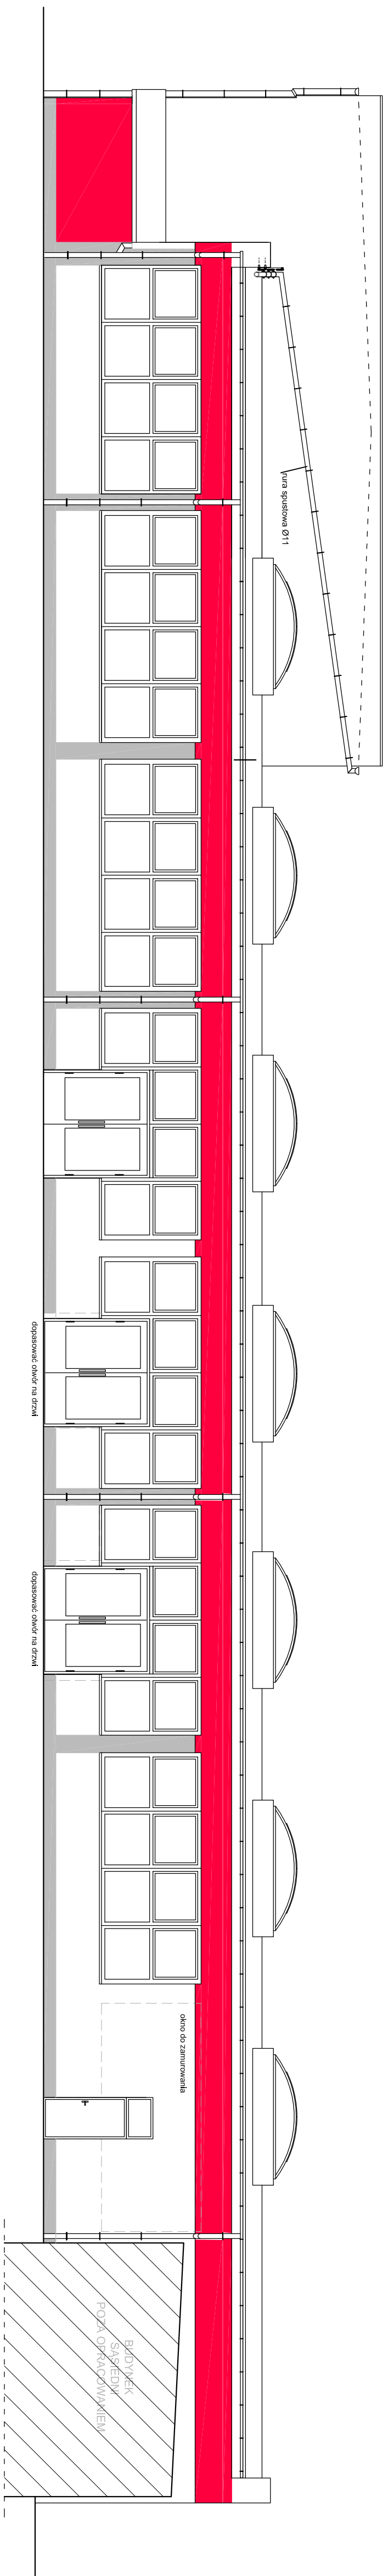 rura spustowa Ø11
dopasować otwór na drzwi
dopasować otwór na drzwi
okno do zamurowania
BUDYNEK
SĄSIEDNI
POZA OPRACOWANIEM